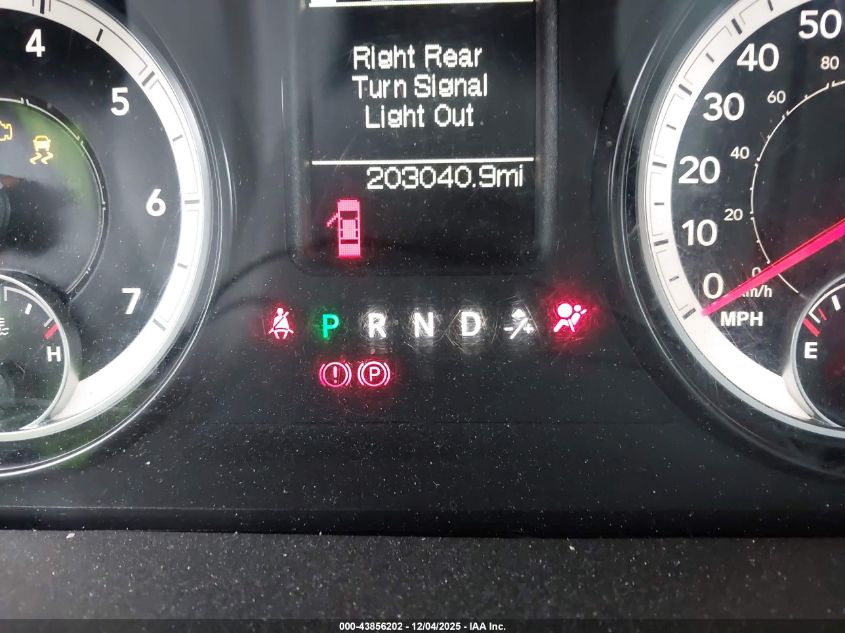 Right Rear
Turn Signal
Light Out
203040.9mi
4
5
6
7
H
P R N D
P
50
40
30
20
10
0
MPH
80
60
40
20
0
km/h
E
000-43856202 - 12/04/2025 - IAA Inc.